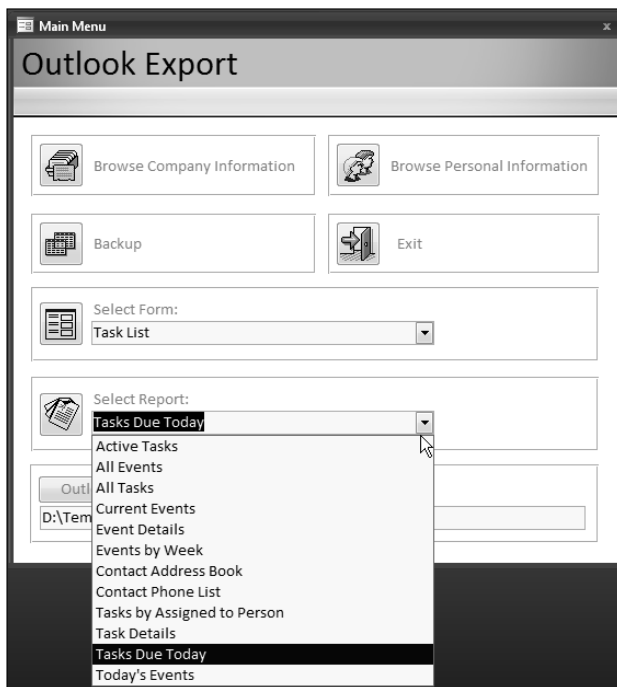 Main Menu
x
Outlook Export
Browse Company Information
Browse Personal Information
Backup
Exit
Select Form:
Task List
Select Report:
Tasks Due Today
Active Tasks
All Events
All Tasks
Current Events
Event Details
Events by Week
Contact Address Book
Contact Phone List
Tasks by Assigned to Person
Task Details
Tasks Due Today
Today's Events
Outl
D:\Tem